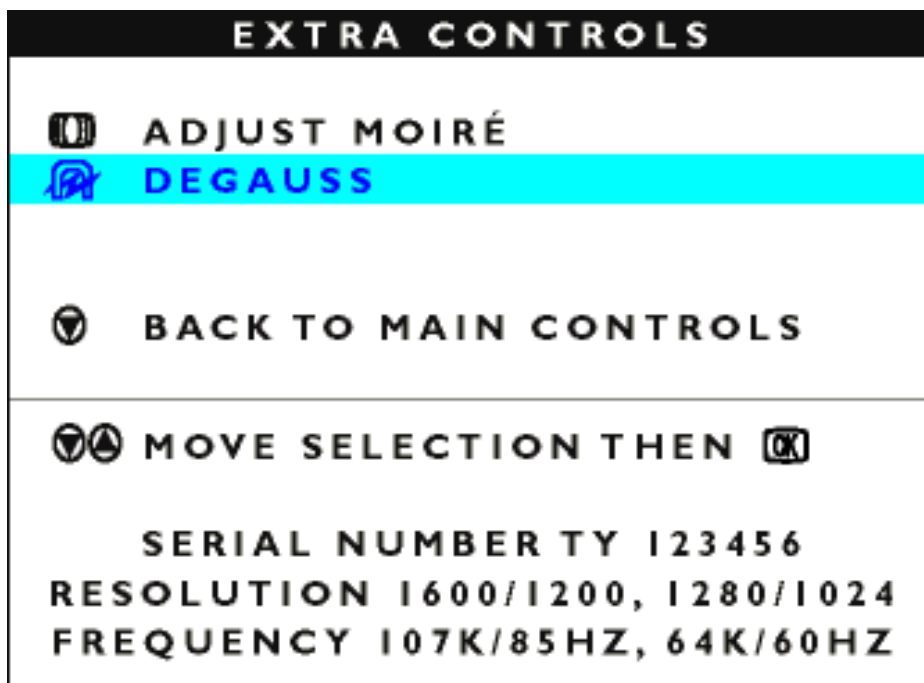 EXTRA CONTROLS
ADJUST MOIRÉ
DEGAUSS
BACK TO MAIN CONTROLS
MOVE SELECTION THEN OK
SERIAL NUMBER TY 123456
RESOLUTION 1600/1200, 1280/1024
FREQUENCY 107K/85HZ, 64K/60HZ